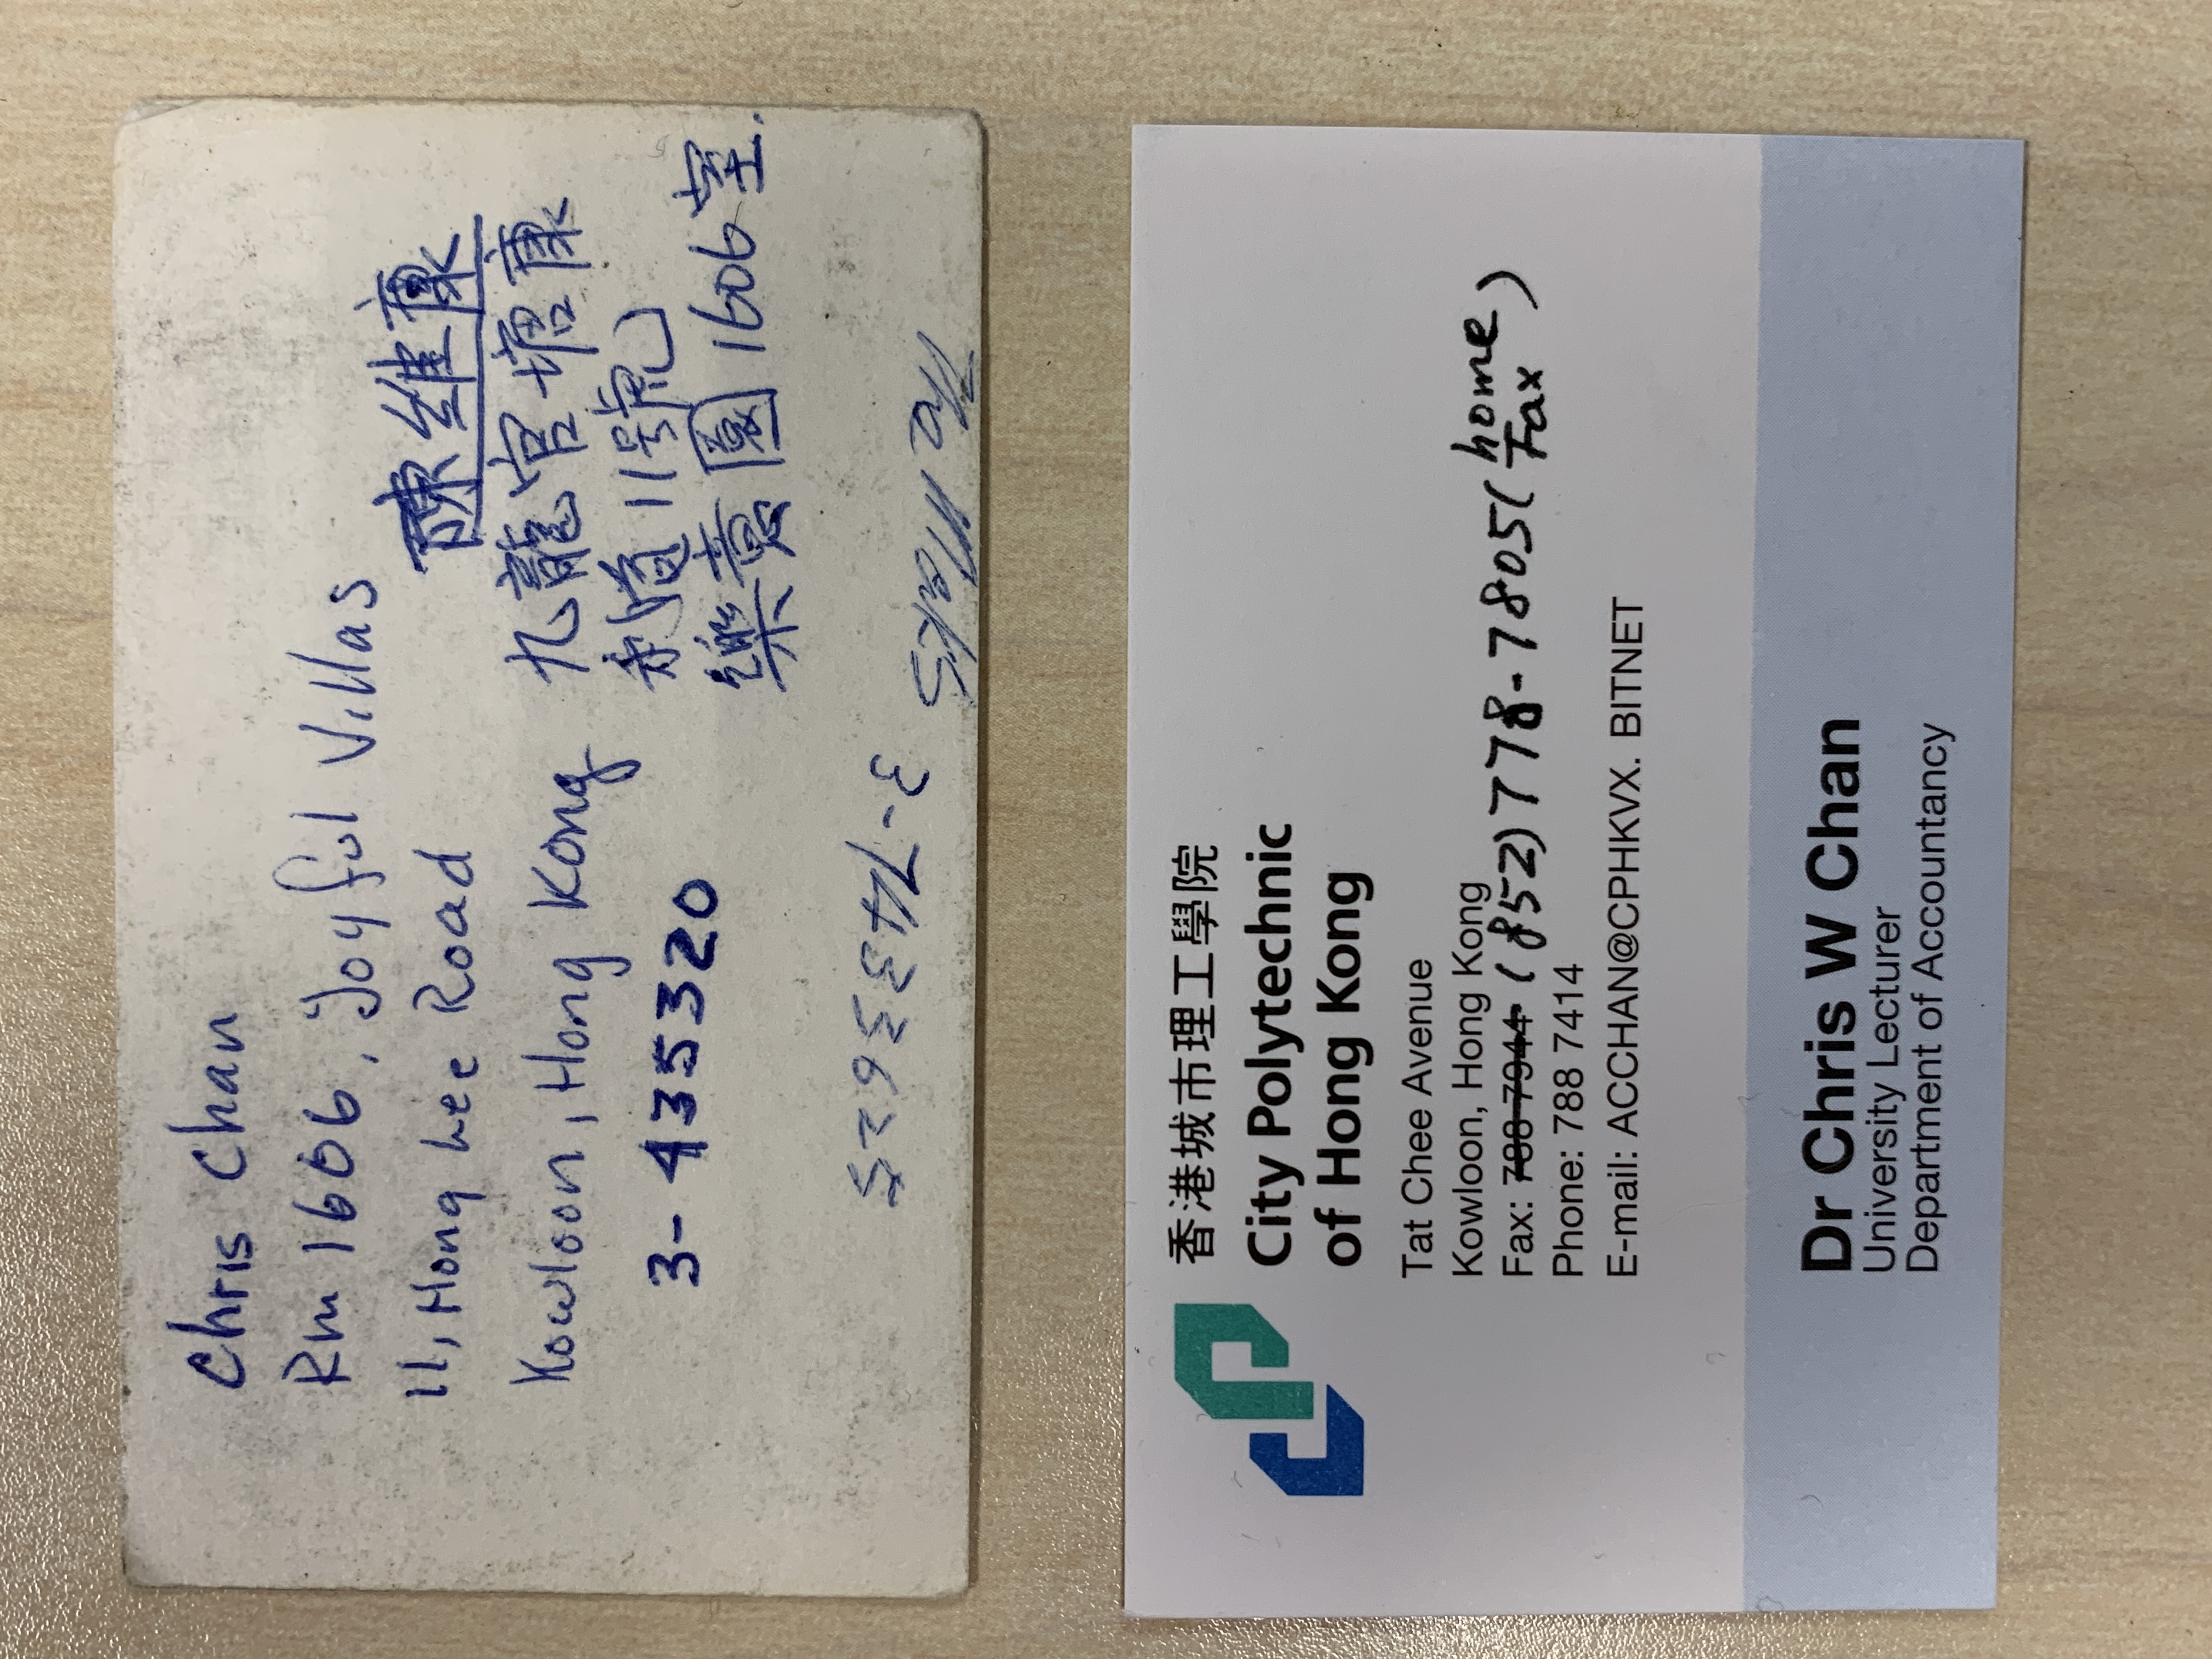 Chris Chan
Rm 1606, Joyful Villas
11, Hong Lee Road
Kowloon, Hong Kong
3-435320
陳維康
九龍官塘康
利道11號
樂意園1606室.
3-7433625
香港城市理工學院
City Polytechnic
of Hong Kong
Tat Chee Avenue
Kowloon, Hong Kong
Fax: 788 7944 (852)778-7805(home Fax)
Phone: 788 7414
E-mail: ACCHAN@CPHKVX. BITNET
Dr Chris W Chan
University Lecturer
Department of Accountancy